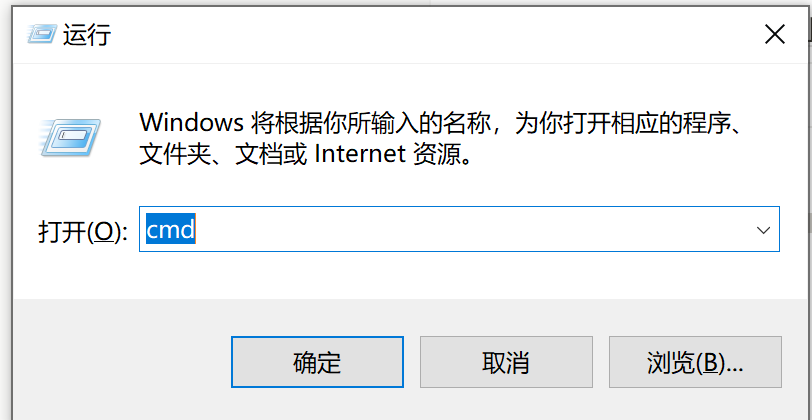 运行
Windows 将根据你所输入的名称，为你打开相应的程序、
文件夹、文档或 Internet 资源。
打开(O):
cmd
确定
取消
浏览(B)...